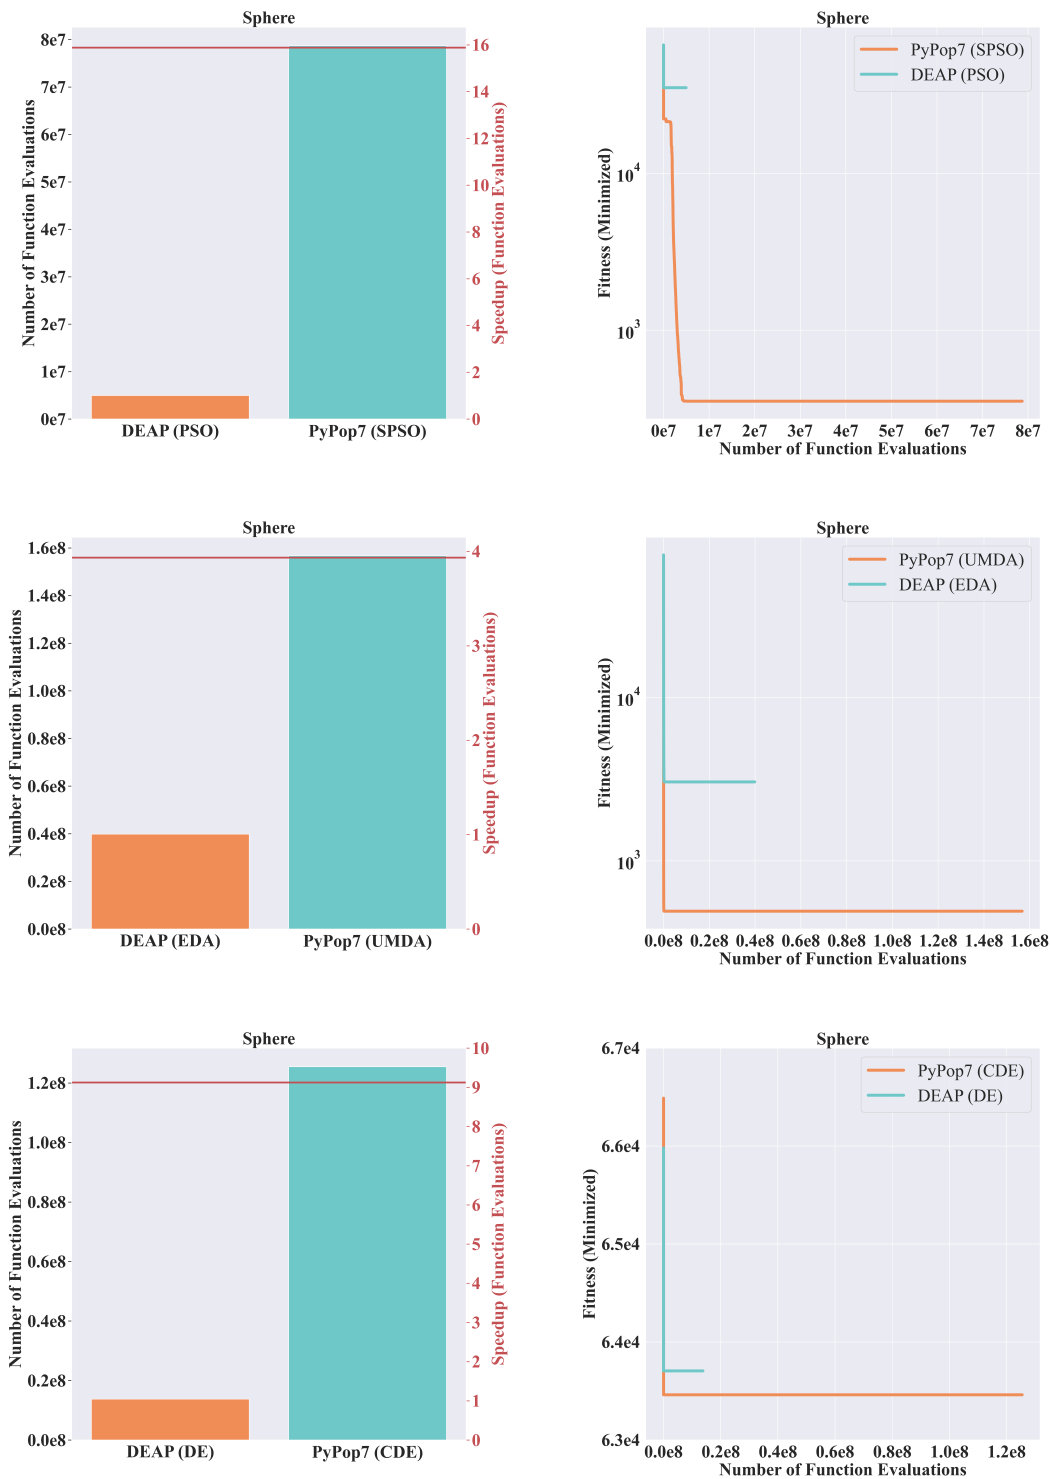 Sphere
Number of Function Evaluations
8e7
7e7
6e7
5e7
4e7
3e7
2e7
1e7
0e7
16
14
12
10
8
6
4
2
0
Speedup (Function Evaluations)
DEAP (PSO) PyPop7 (SPSO)
Sphere
PyPop7 (SPSO)
DEAP (PSO)
Fitness (Minimized)
10^4
10^3
0e7 1e7 2e7 3e7 4e7 5e7 6e7 7e7 8e7
Number of Function Evaluations
Sphere
Number of Function Evaluations
1.6e8
1.4e8
1.2e8
1.0e8
0.8e8
0.6e8
0.4e8
0.2e8
0.0e8
4
3
2
1
0
Speedup (Function Evaluations)
DEAP (EDA) PyPop7 (UMDA)
Sphere
PyPop7 (UMDA)
DEAP (EDA)
Fitness (Minimized)
10^4
10^3
0.0e8 0.2e8 0.4e8 0.6e8 0.8e8 1.0e8 1.2e8 1.4e8 1.6e8
Number of Function Evaluations
Sphere
Number of Function Evaluations
1.2e8
1.0e8
0.8e8
0.6e8
0.4e8
0.2e8
0.0e8
10
9
8
7
6
5
4
3
2
1
0
Speedup (Function Evaluations)
DEAP (DE) PyPop7 (CDE)
Sphere
PyPop7 (CDE)
DEAP (DE)
Fitness (Minimized)
6.7e4
6.6e4
6.5e4
6.4e4
6.3e4
0.0e8 0.2e8 0.4e8 0.6e8 0.8e8 1.0e8 1.2e8
Number of Function Evaluations